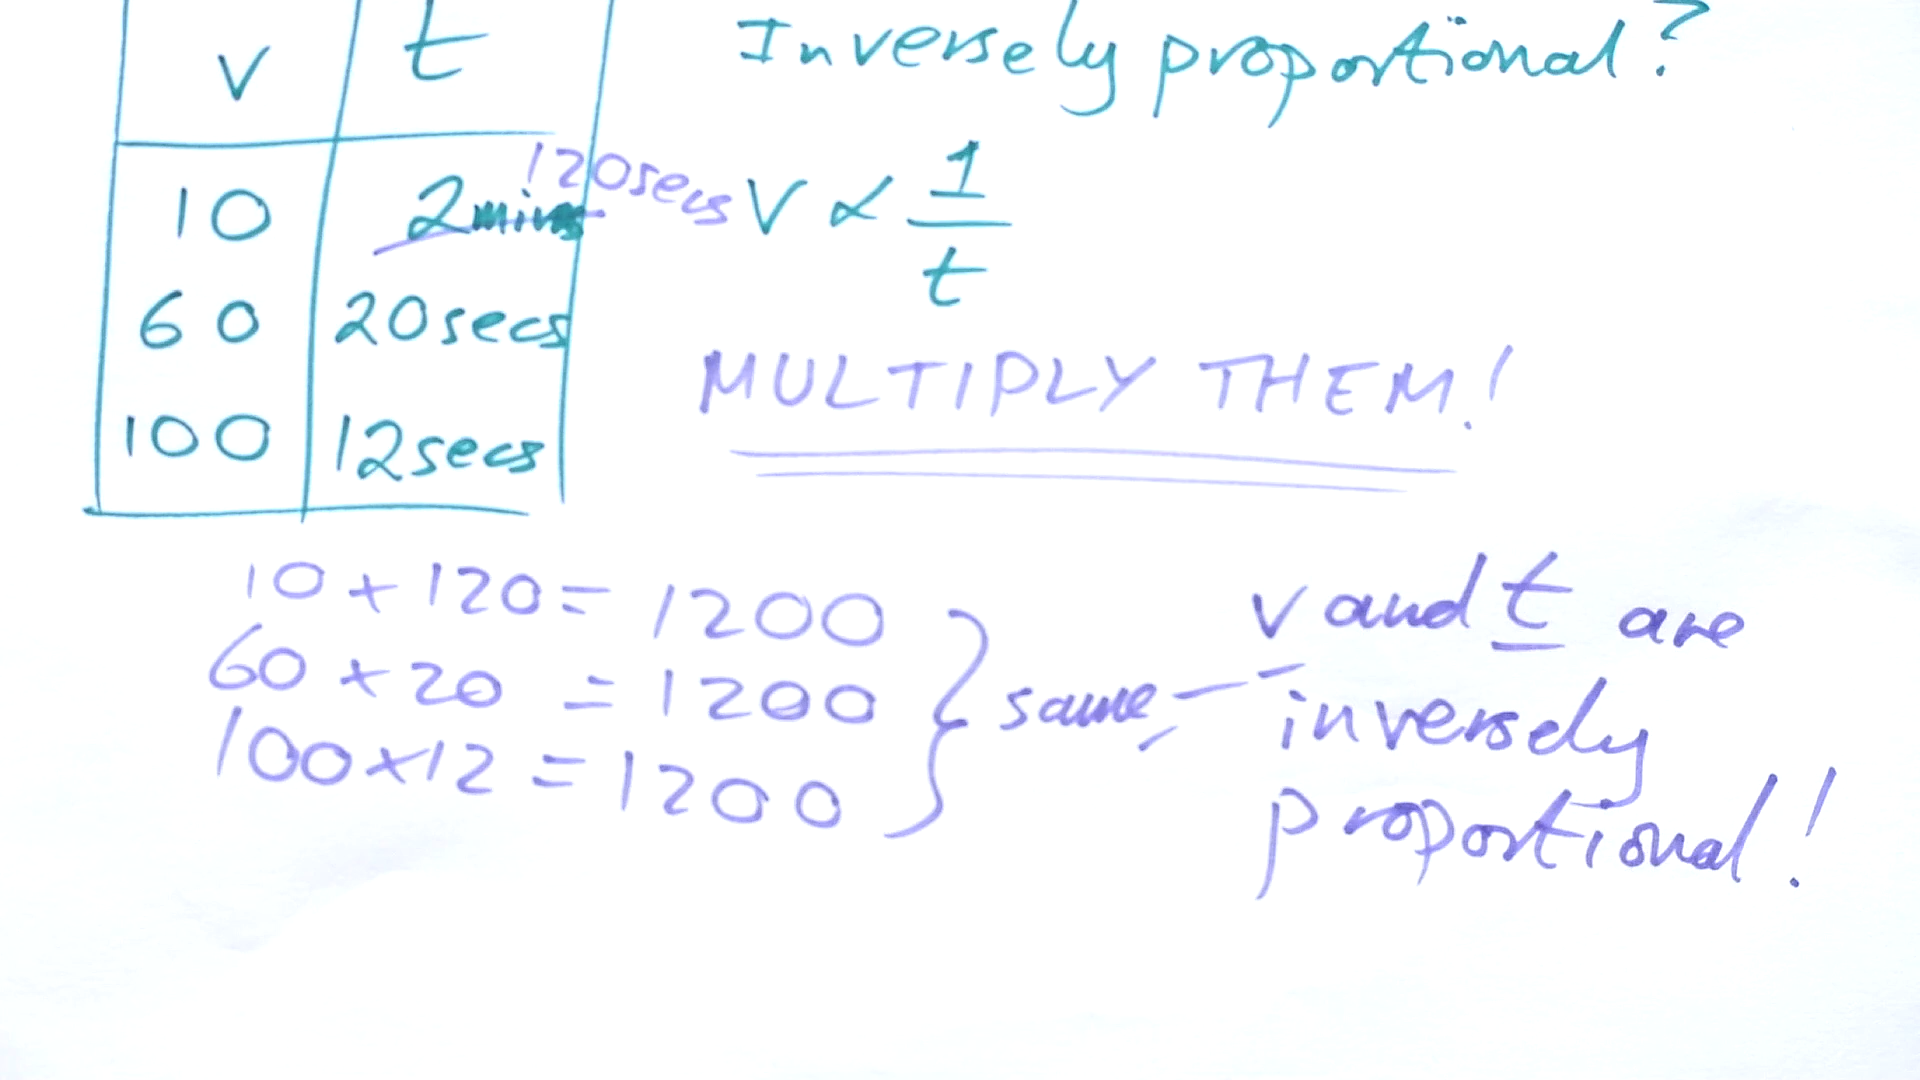 v t
Inversely proportional?
10 2mins 120secs
V ∝ 1/t
60 20secs
MULTIPLY THEM!
100 12secs
10 × 120 = 1200
60 × 20 = 1200
100 × 12 = 1200
same,
v and t are
inversely
proportional!